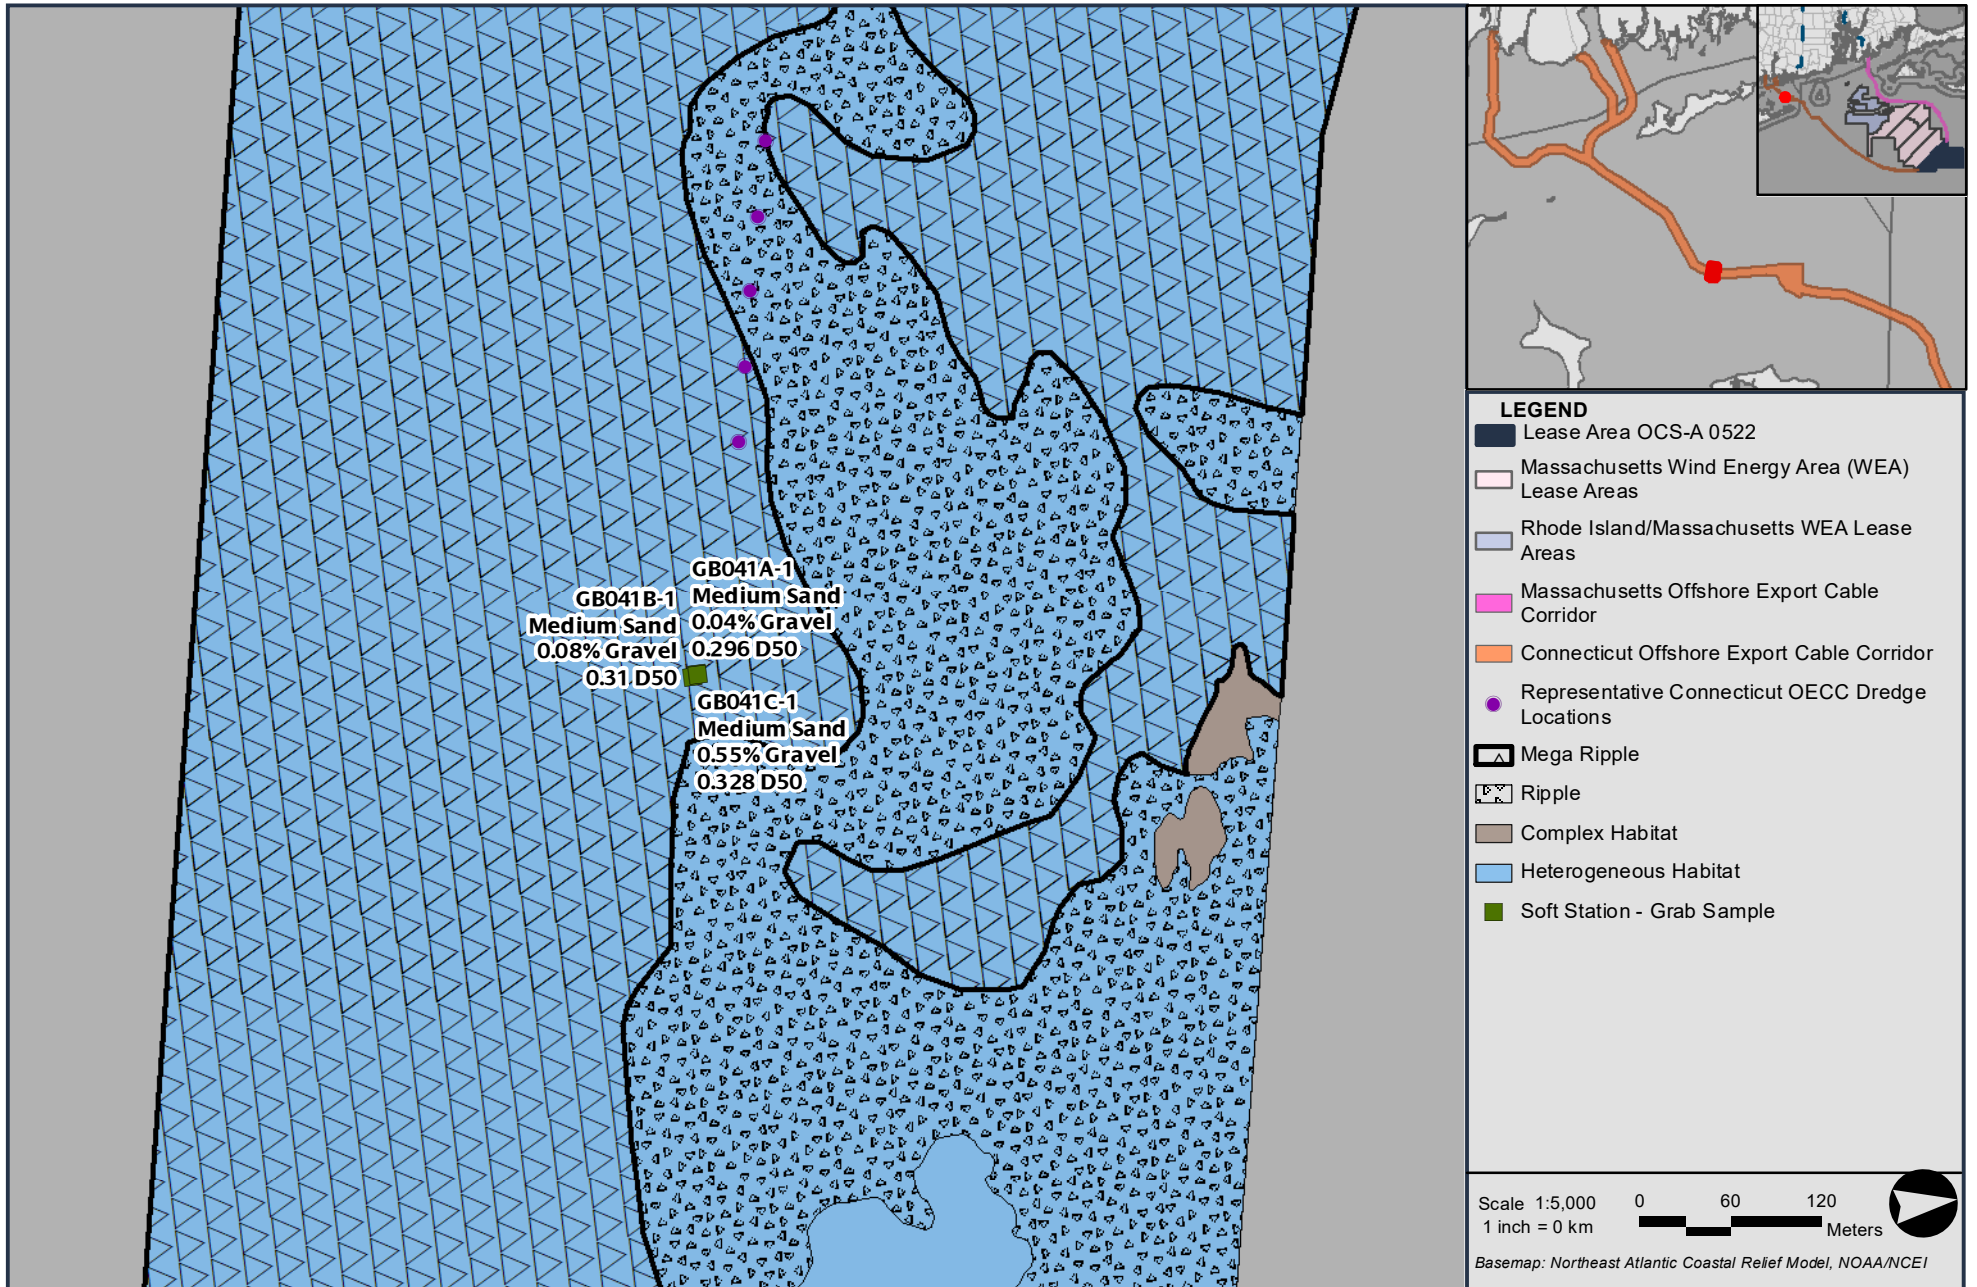 GB041A-1
Medium Sand
0.04% Gravel
0.296 D50
GB041B-1
Medium Sand
0.08% Gravel
0.31 D50
GB041C-1
Medium Sand
0.55% Gravel
0.328 D50
LEGEND
Lease Area OCS-A 0522
Massachusetts Wind Energy Area (WEA)
Lease Areas
Rhode Island/Massachusetts WEA Lease
Areas
Massachusetts Offshore Export Cable
Corridor
Connecticut Offshore Export Cable Corridor
Representative Connecticut OECC Dredge
Locations
Mega Ripple
Ripple
Complex Habitat
Heterogeneous Habitat
Soft Station - Grab Sample
Scale 1:5,000
1 inch = 0 km
0 60 120
Meters
Basemap: Northeast Atlantic Coastal Relief Model, NOAA/NCEI